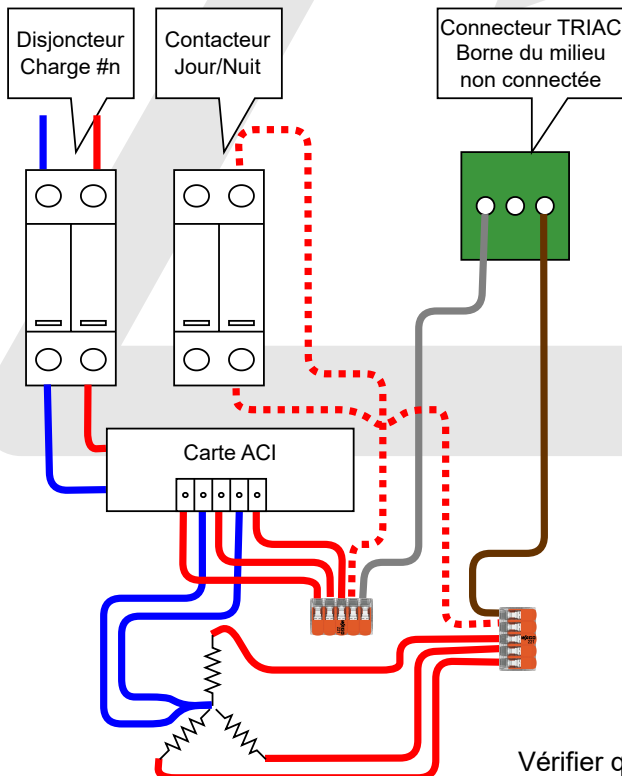 Disjoncteur
Charge #n
Contacteur
Jour/Nuit
Connecteur TRIAC
Borne du milieu
non connectée
Carte ACI
Vérifier q